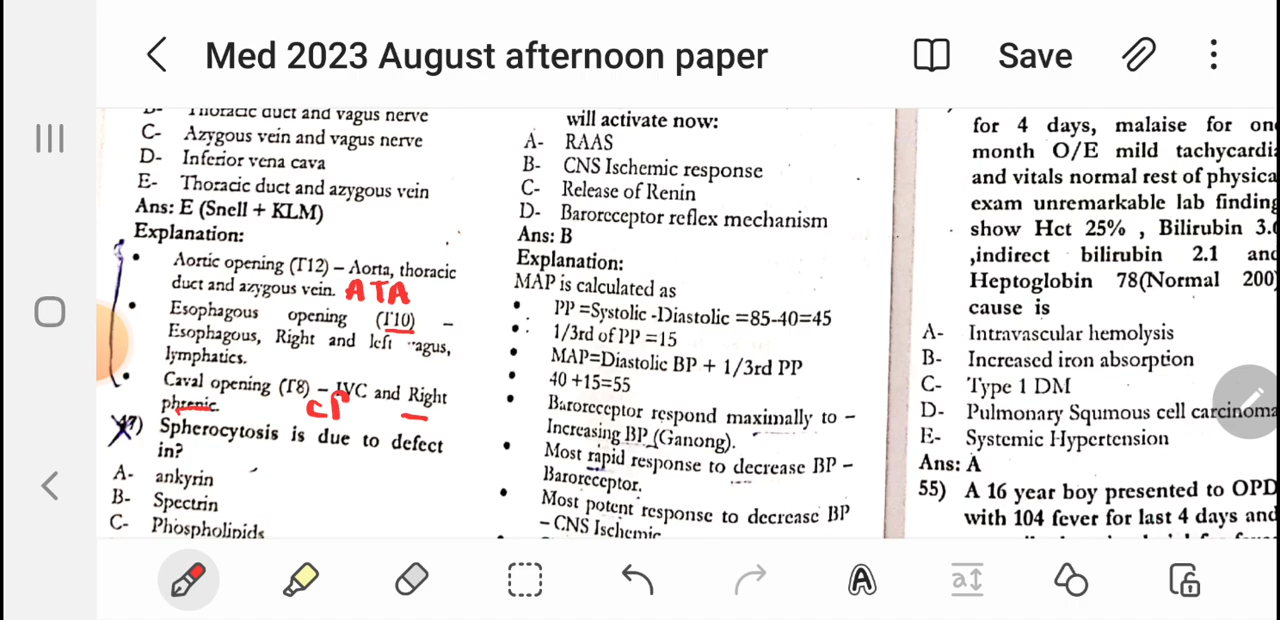 Med 2023 August afternoon paper
Save
Thoracic duct and vagus nerve
C- Azygous vein and vagus nerve
D- Inferior vena cava
E- Thoracic duct and azygous vein
Ans: E (Snell + KLM)
Explanation:
• Aortic opening (T12) – Aorta, thoracic
duct and azygous vein. ATA
• Esophagous opening (T10) –
Esophagous, Right and left vagus,
lymphatics.
• Caval opening (T8) – IVC and Right
phrenic.
7) Spherocytosis is due to defect
in?
A- ankyrin
B- Spectrin
C- Phospholipids
will activate now:
A- RAAS
B- CNS Ischemic response
C- Release of Renin
D- Baroreceptor reflex mechanism
Ans: B
Explanation:
MAP is calculated as
• PP =Systolic -Diastolic =85-40=45
• 1/3rd of PP =15
• MAP=Diastolic BP + 1/3rd PP
• 40 +15=55
• Baroreceptor respond maximally to –
Increasing BP (Ganong).
• Most rapid response to decrease BP –
Baroreceptor.
• Most potent response to decrease BP
– CNS Ischemic
for 4 days, malaise for
month O/E mild
and vitals normal rest of
exam unremarkable lab finding
show Hct 25% , Bilirubin
,indirect bilirubin 2.1 and
Heptoglobin 78(Normal 200)
cause is
A- Intravascular hemolysis
B- Increased iron absorption
C- Type 1 DM
D- Pulmonary Squmous cell carcinoma
E- Systemic Hypertension
Ans: A
55) A 16 year boy presented to OPD
with 104 fever for last 4 days and